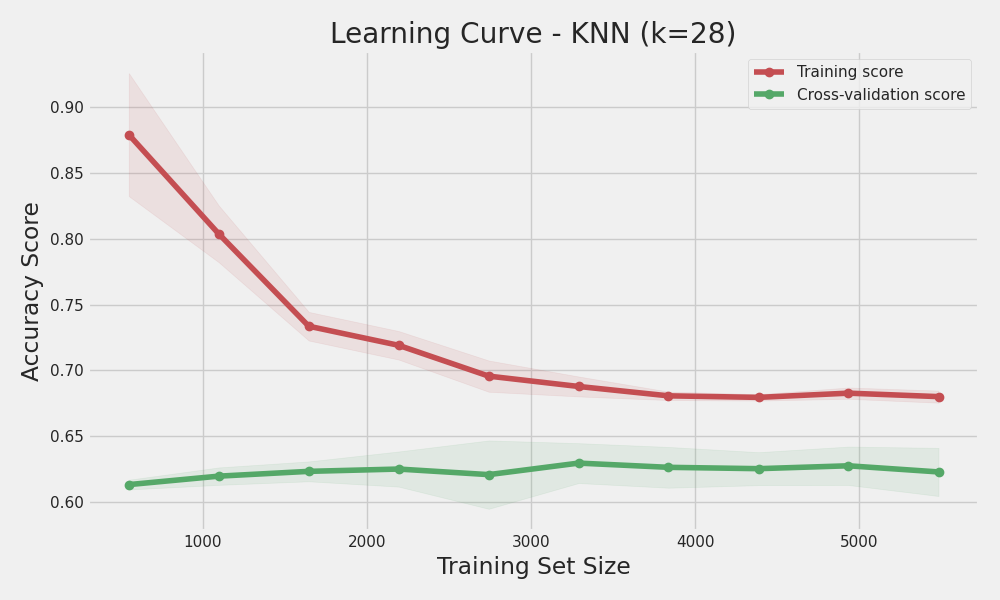 Learning Curve - KNN (k=28)
Training score
Cross-validation score
Accuracy Score
0.90
0.85
0.80
0.75
0.70
0.65
0.60
1000 2000 3000 4000 5000
Training Set Size